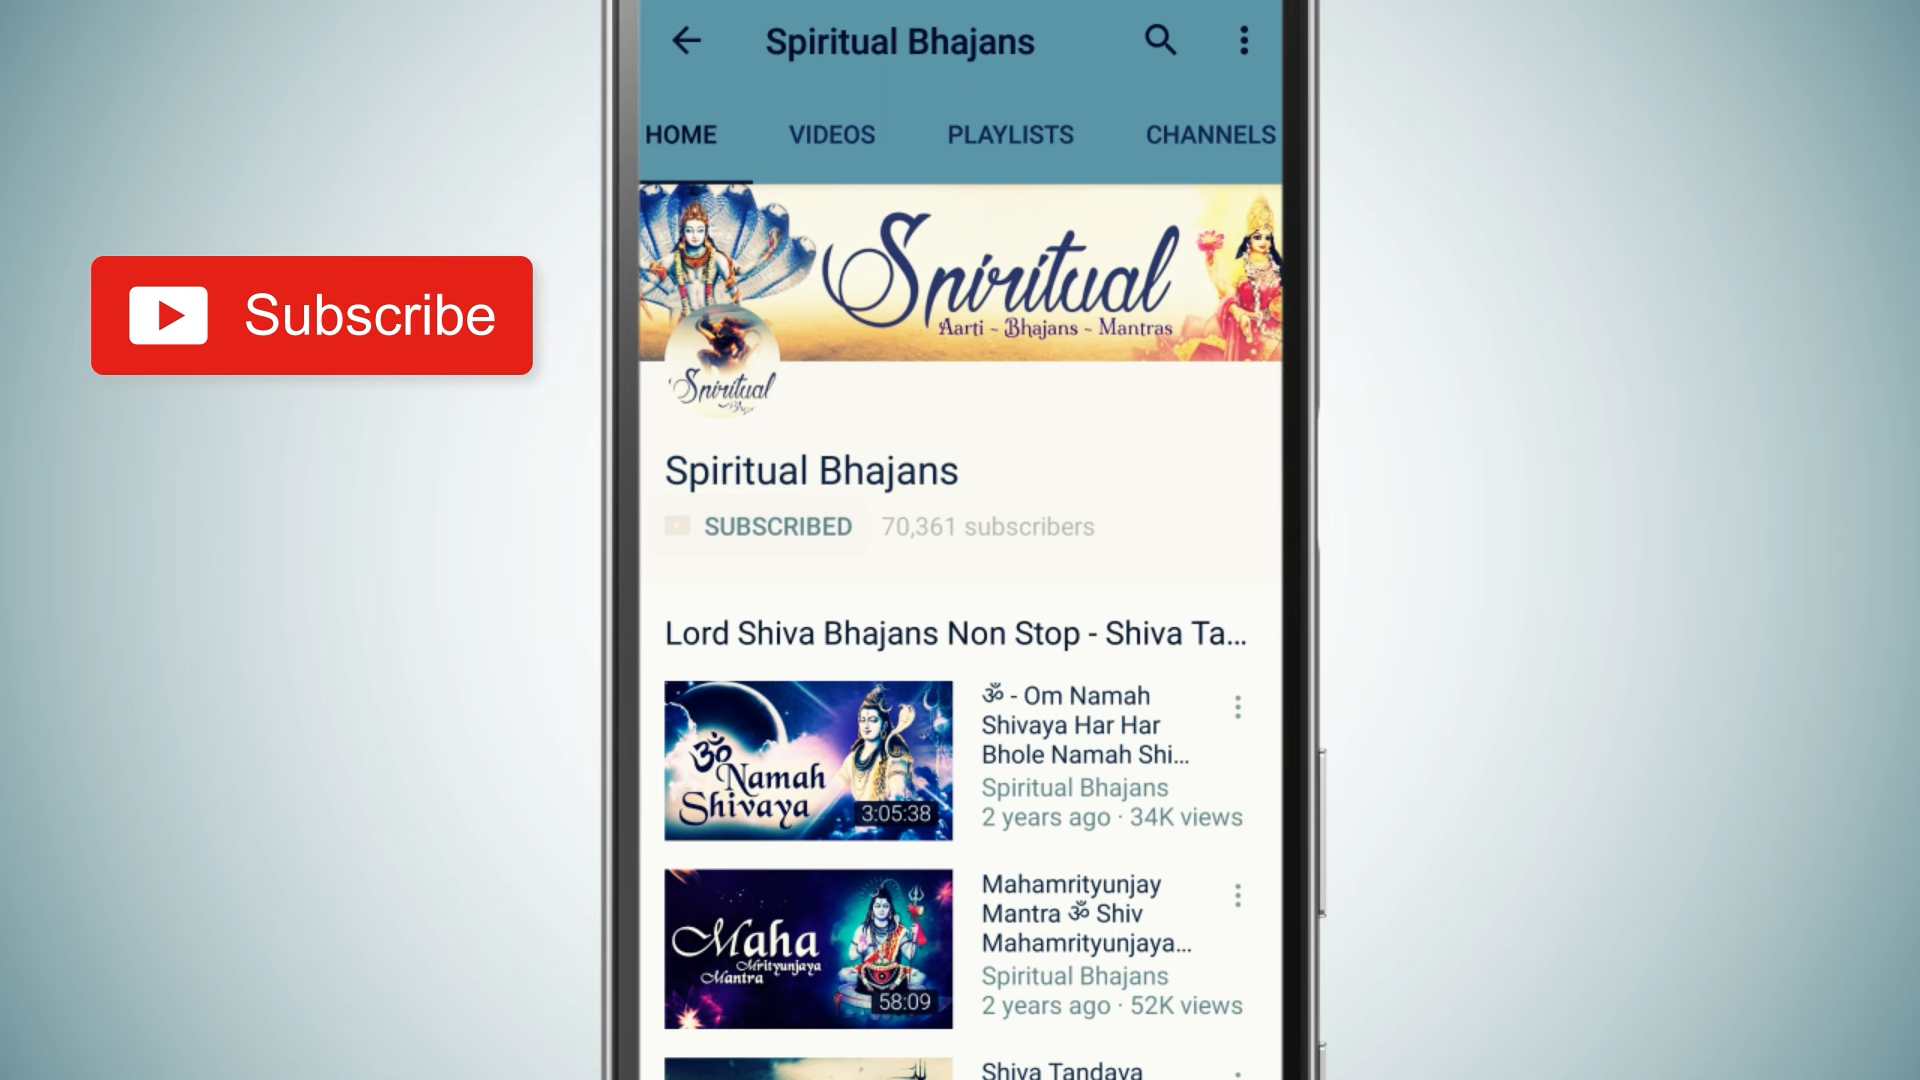 Spiritual Bhajans
HOME VIDEOS PLAYLISTS CHANNELS
Spiritual
Aarti ~ Bhajans ~ Mantras
Spiritual
Subscribe
Spiritual Bhajans
SUBSCRIBED 70,361 subscribers
Lord Shiva Bhajans Non Stop - Shiva Ta...
ॐ
Namah
Shivaya
3:05:38
ॐ - Om Namah
Shivaya Har Har
Bhole Namah Shi...
Spiritual Bhajans
2 years ago · 34K views
Maha
Mrityunjaya
Mantra
58:09
Mahamrityunjay
Mantra ॐ Shiv
Mahamrityunjaya...
Spiritual Bhajans
2 years ago · 52K views
Shiva Tandava